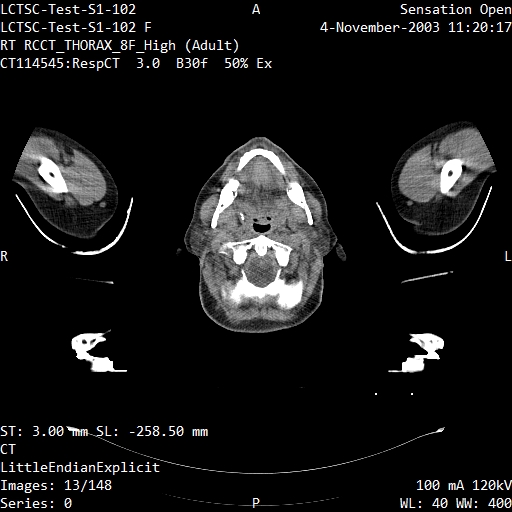 LCTSC-Test-S1-102
A
Sensation Open
LCTSC-Test-S1-102 F
4-November-2003 11:20:17
RT RCCT_THORAX_8F_High (Adult)
CT114545:RespCT 3.0 B30f 50% Ex
R
L
ST: 3.00 mm SL: -258.50 mm
CT
LittleEndianExplicit
Images: 13/148
100 mA 120kV
Series: 0
P
WL: 40 WW: 400